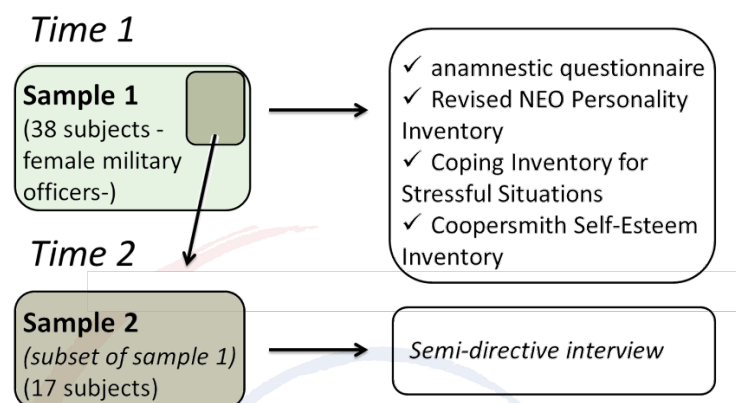 Time 1
Sample 1
(38 subjects -
female military
officers-)
✓ anamnestic questionnaire
✓ Revised NEO Personality
Inventory
✓ Coping Inventory for
Stressful Situations
✓ Coopersmith Self-Esteem
Inventory
Time 2
Sample 2
(subset of sample 1)
(17 subjects)
Semi-directive interview